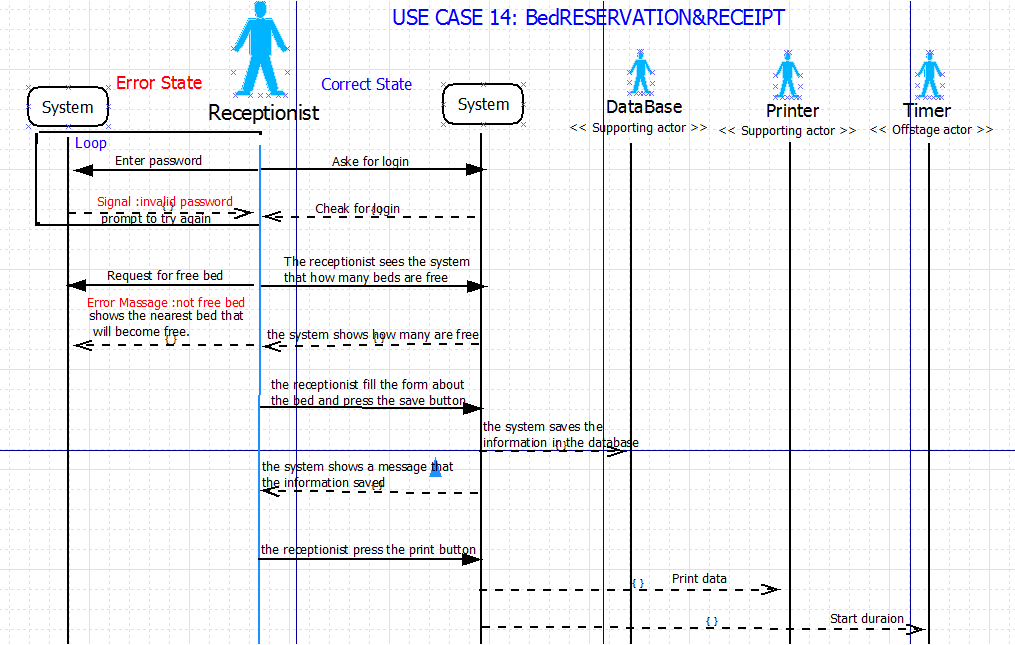 USE CASE 14: BedRESERVATION&RECEIPT
Error State
Correct State
System
Receptionist
System
DataBase
<< Supporting actor >>
Printer
<< Supporting actor >>
Timer
<< Offstage actor >>
Loop
Enter password
Aske for login
Signal :invalid password
prompt to try again
{ }
Cheak for login
{ }
Request for free bed
The receptionist sees the system
that how many beds are free
Error Massage :not free bed
shows the nearest bed that
will become free.
{ }
the system shows how many are free
{ }
the receptionist fill the form about
the bed and press the save button
the system saves the
information in the database
{ }
the system shows a message that
the information saved
{ }
the receptionist press the print button
{ }
Print data
{ }
Start duraion